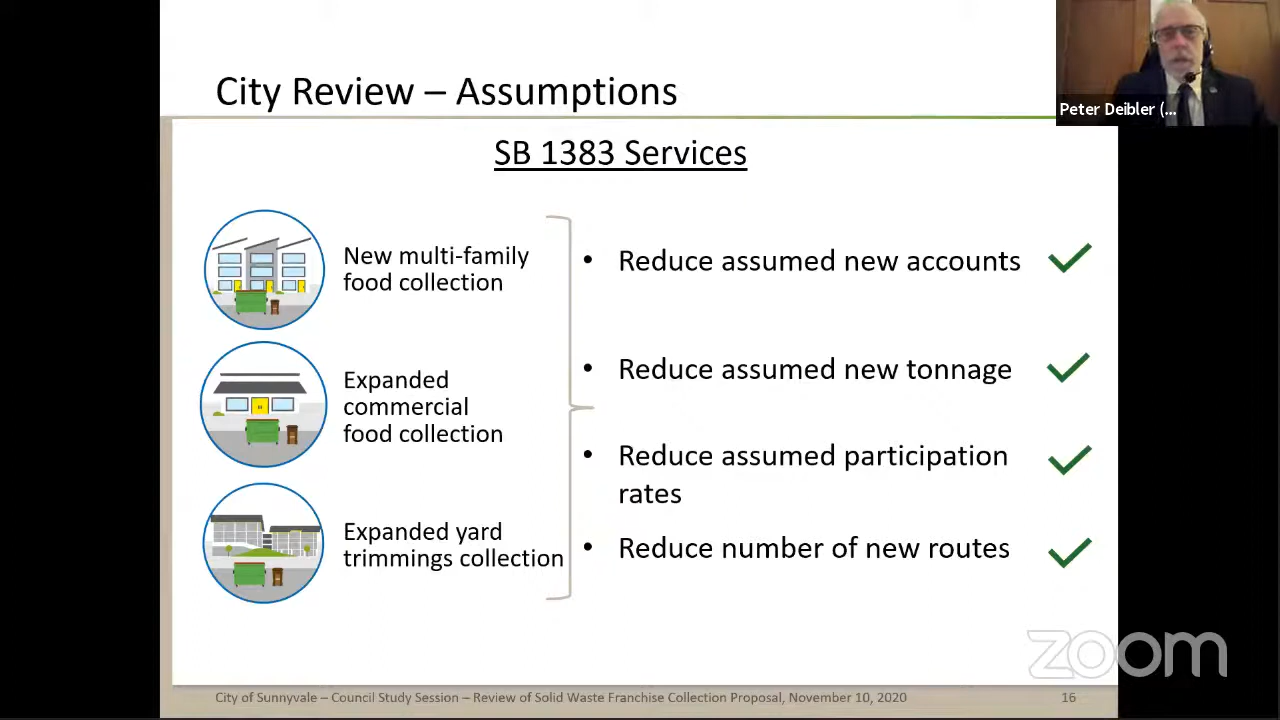 City Review – Assumptions
Peter Deibler (...
SB 1383 Services
New multi-family
food collection
Expanded
commercial
food collection
Expanded yard
trimmings collection
• Reduce assumed new accounts
• Reduce assumed new tonnage
• Reduce assumed participation
rates
• Reduce number of new routes
zoom
City of Sunnyvale – Council Study Session – Review of Solid Waste Franchise Collection Proposal, November 10, 2020
16